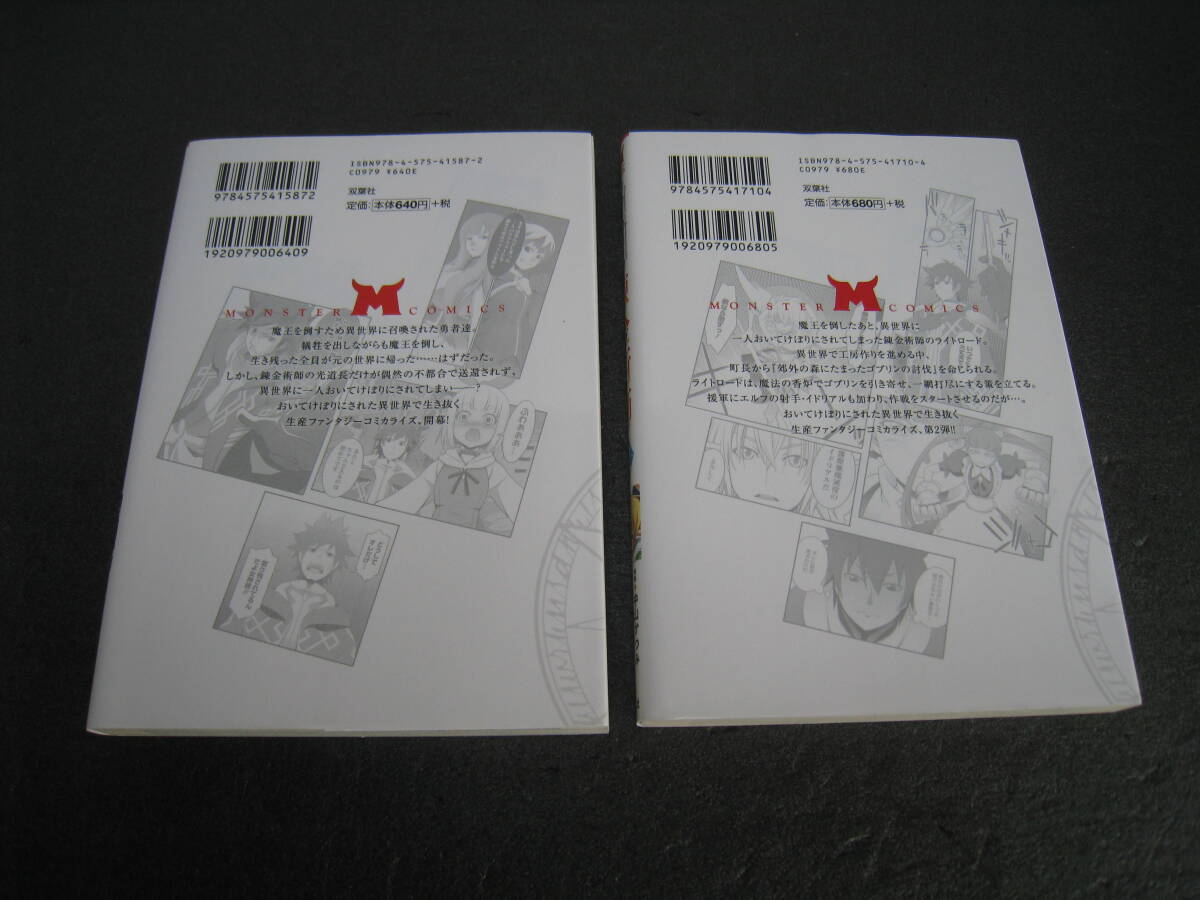 ISBN978-4-575-41587-2
C0979 ¥640E
9784575415872
双葉社
定価:本体640円+税
1920979006409
MONSTER M COMICS
魔王を倒すため異世界に召喚された勇者達。
犠牲を出しながらも魔王を倒し、
生き残った全員が元の世界に帰った……はずだった。
しかし、錬金術師の光道長だけが偶然の不都合で送還されず、
異世界に一人おいてけぼりにされてしまい――?
おいてけぼりにされた異世界で生き抜く
生産ファンタジーコミカライズ、開幕!
ふわぁああ!
ISBN978-4-575-41710-4
C0979 ¥680E
9784575417104
双葉社
定価:本体680円+税
1920979006805
MONSTER M COMICS
魔王を倒したあと、異世界に
一人おいてけぼりにされてしまった錬金術師のライトロード。
異世界で工房作りを進める中、
町長から『郊外の森にたまったゴブリンの討伐』を命じられる。
ライトロードは、魔法の香炉でゴブリンを引き寄せ、一網打尽にする策を立てる。
援軍にエルフの射手・イドリアルも加わり、作戦をスタートさせるのだが…。
おいてけぼりにされた異世界で生き抜く
生産ファンタジーコミカライズ、第2弾!!